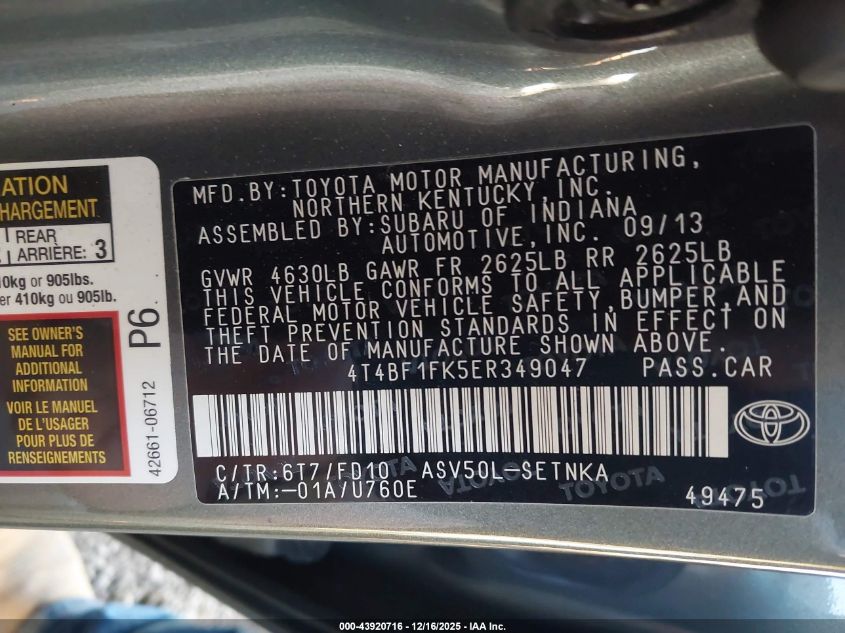 ATION
HARGEMENT
REAR
ARRIÈRE: 3
0kg or 905lbs.
er 410kg ou 905lb.
SEE OWNER'S
MANUAL FOR
ADDITIONAL
INFORMATION
VOIR LE MANUEL
DE L'USAGER
POUR PLUS DE
RENSEIGNEMENTS
P6
42661-06712
MFD.BY:TOYOTA MOTOR MANUFACTURING,
NORTHERN KENTUCKY,INC.
ASSEMBLED BY:SUBARU OF INDIANA
AUTOMOTIVE,INC. 09/13
GVWR 4630LB GAWR FR 2625LB RR 2625LB
THIS VEHICLE CONFORMS TO ALL APPLICABLE
FEDERAL MOTOR VEHICLE SAFETY,BUMPER,AND
THEFT PREVENTION STANDARDS IN EFFECT ON
THE DATE OF MANUFACTURE SHOWN ABOVE.
4T4BF1FK5ER349047 PASS.CAR
C/TR:6T7/FD10 ASV50L-SETNKA
A/TM:-01A/U760E
49475
TOYOTA
TOYOTA
000-43920716 - 12/16/2025 - IAA Inc.